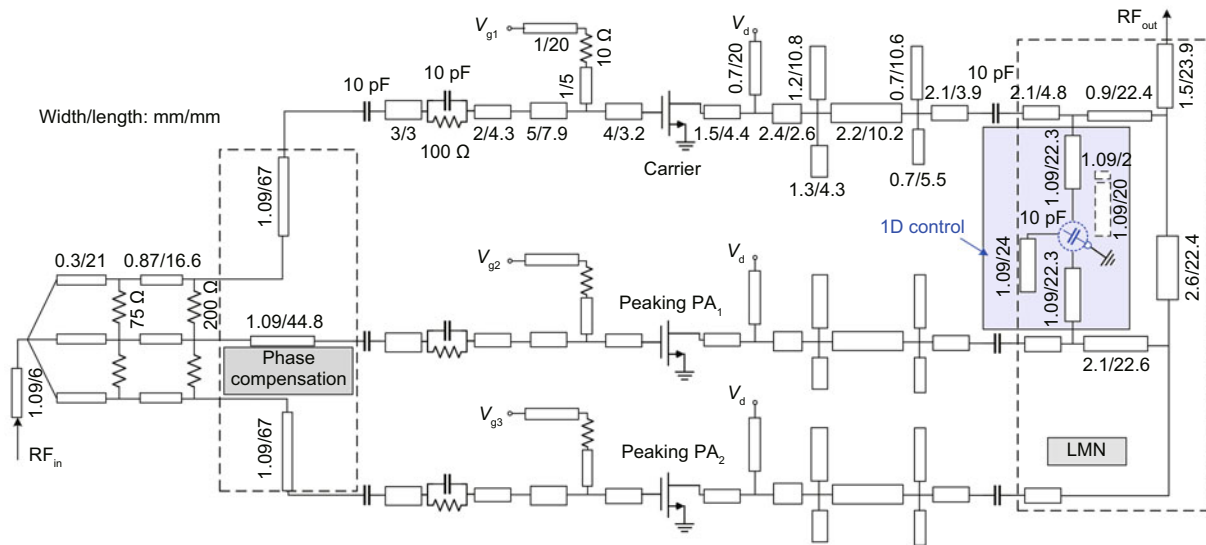 RF_out
V_g1
1/20
10 Ω
V_d
0.7/20
1.2/10.8
0.7/10.6
1.5/23.9
10 pF
10 pF
1/5
10 pF
2.1/3.9
2.1/4.8
0.9/22.4
Width/length: mm/mm
3/3
2/4.3
5/7.9
4/3.2
1.5/4.4
2.4/2.6
2.2/10.2
100 Ω
Carrier
1.3/4.3
0.7/5.5
1.09/22.3
1.09/2
1.09/20
1.09/67
10 pF
1D control
1.09/24
1.09/22.3
2.6/22.4
0.3/21
0.87/16.6
75 Ω
200 Ω
V_g2
V_d
Peaking PA_1
1.09/44.8
Phase
compensation
2.1/22.6
1.09/6
RF_in
1.09/67
V_g3
V_d
Peaking PA_2
LMN